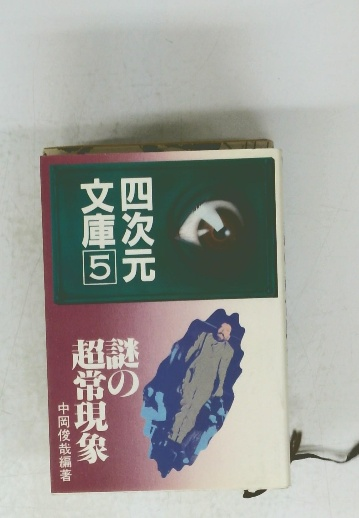 四次元
文庫5
謎の
超常現象
中岡俊哉編著